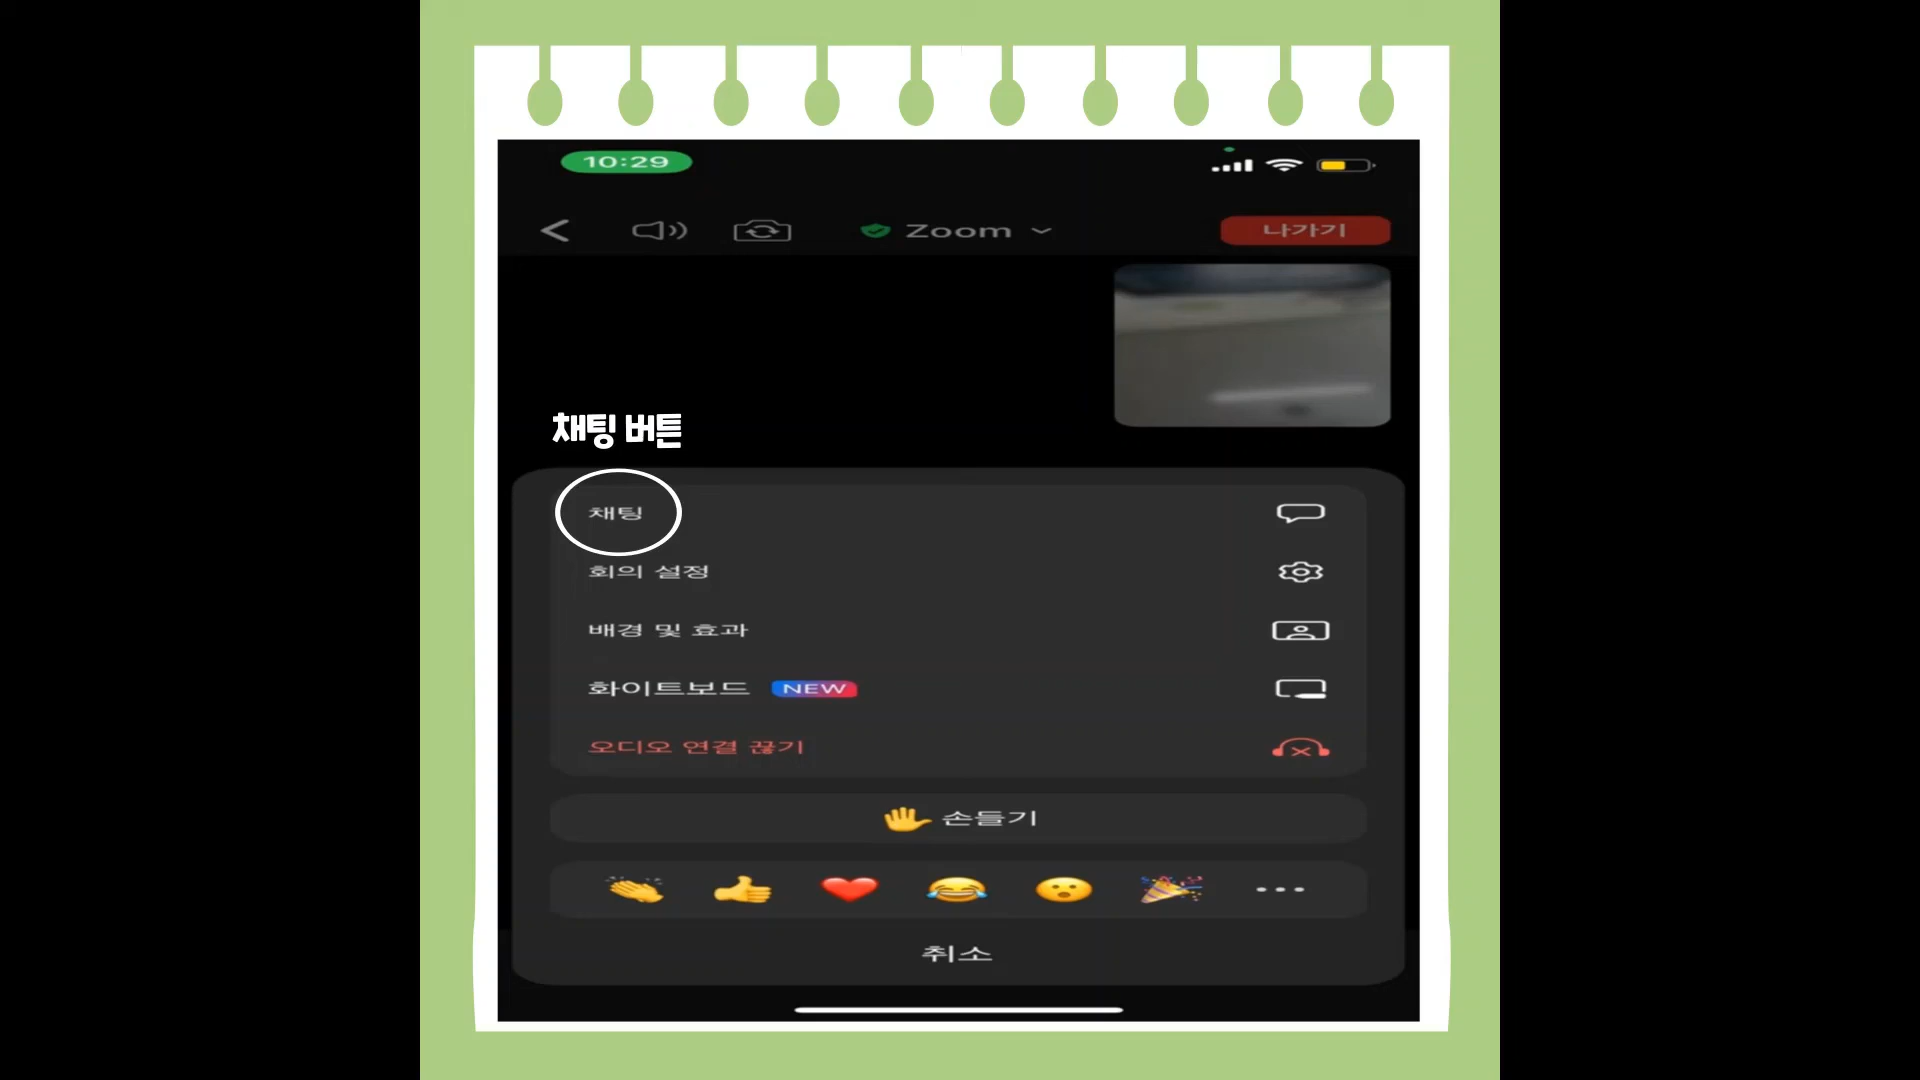 10:29
Zoom
나가기
채팅 버튼
채팅
회의 설정
배경 및 효과
화이트보드 NEW
오디오 연결 끊기
손들기
취소